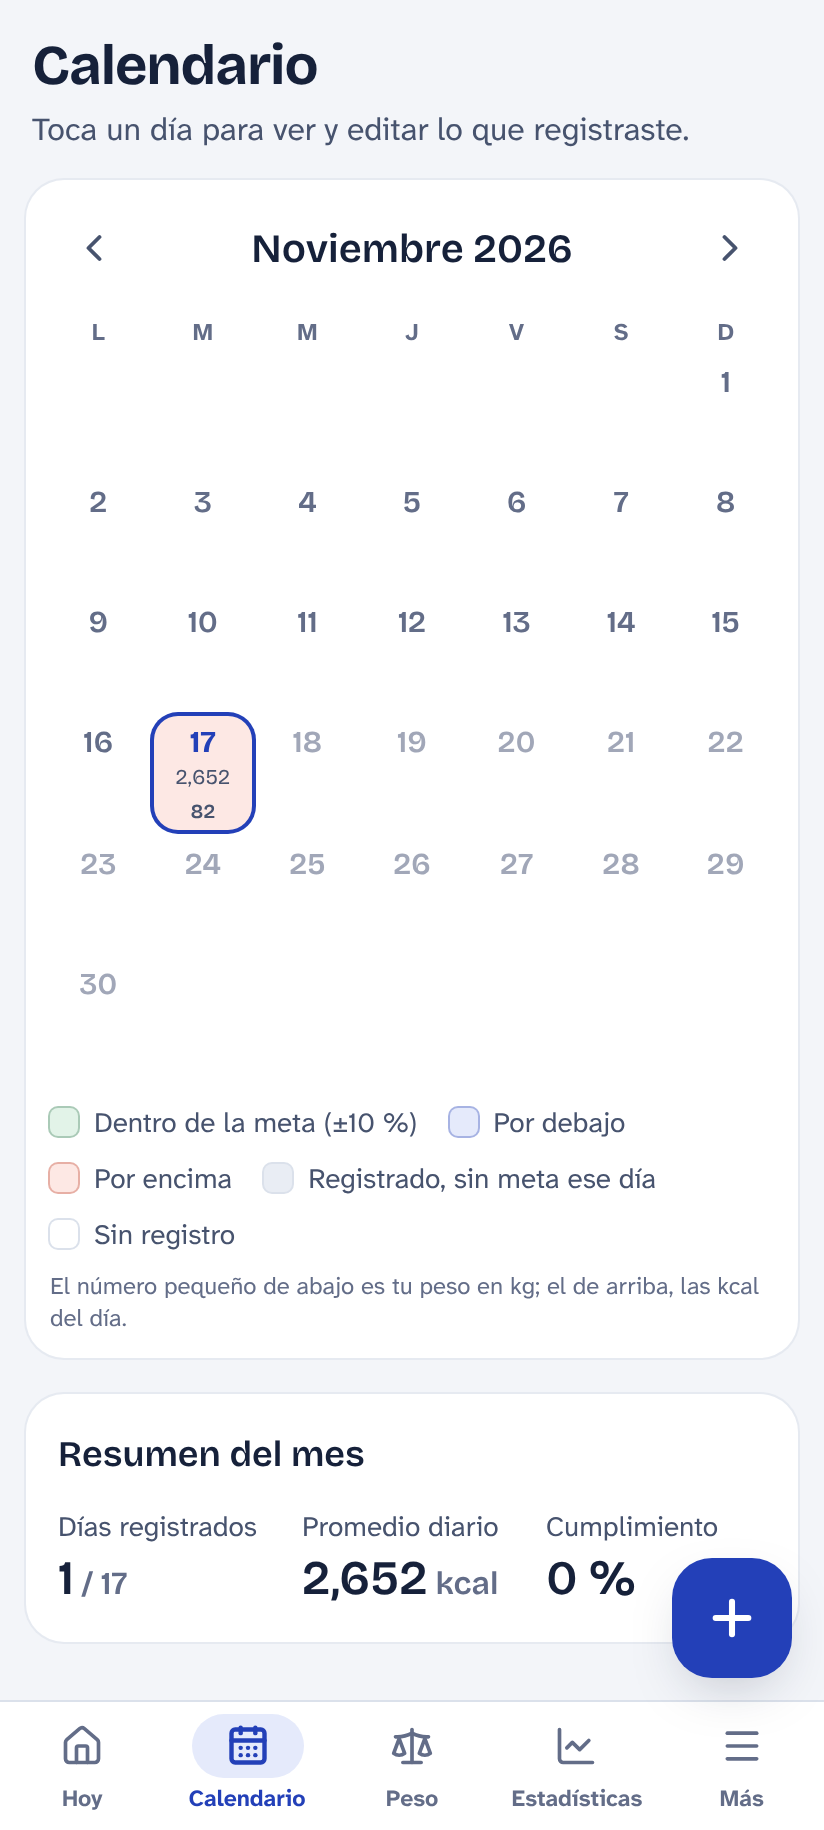 Calendario
Toca un día para ver y editar lo que registraste.
Noviembre 2026
L M M J V S D
1
2 3 4 5 6 7 8
9 10 11 12 13 14 15
16 17 18 19 20 21 22
2,652
82
23 24 25 26 27 28 29
30
Dentro de la meta (±10 %) Por debajo
Por encima Registrado, sin meta ese día
Sin registro
El número pequeño de abajo es tu peso en kg; el de arriba, las kcal
del día.
Resumen del mes
Días registrados Promedio diario Cumplimiento
1 / 17 2,652 kcal 0 %
Hoy Calendario Peso Estadísticas Más